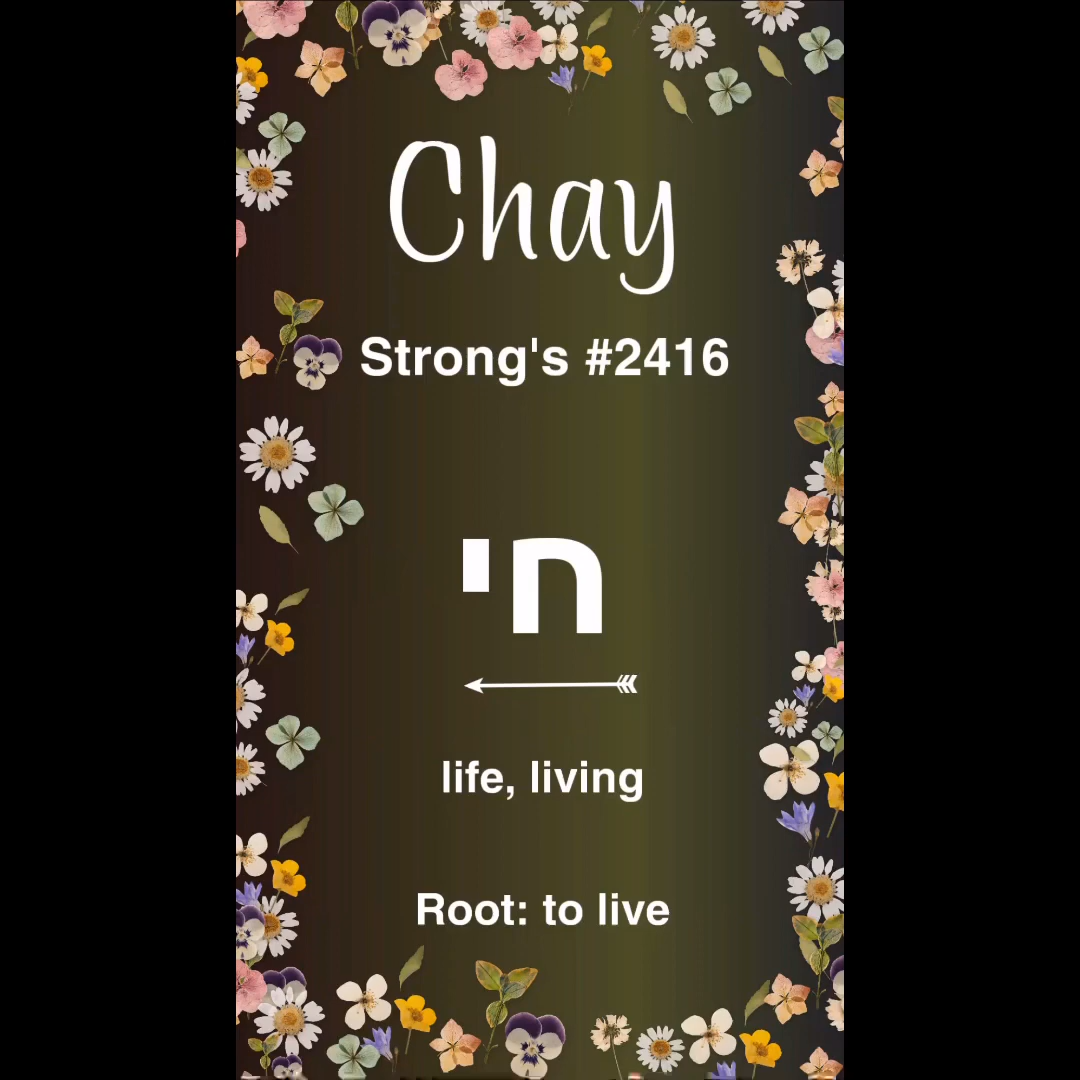 Chay
Strong's #2416
חי
life, living
Root: to live